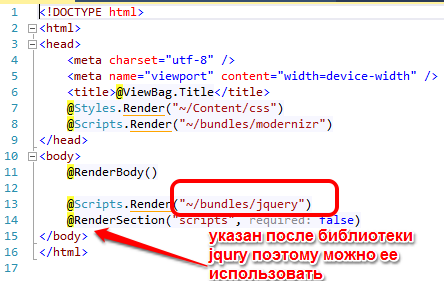 1 <!DOCTYPE html>
2 <html>
3 <head>
4 <meta charset="utf-8" />
5 <meta name="viewport" content="width=device-width" />
6 <title>@ViewBag.Title</title>
7 @Styles.Render("~/Content/css")
8 @Scripts.Render("~/bundles/modernizr")
9 </head>
10 <body>
11 @RenderBody()
12
13 @Scripts.Render("~/bundles/jquery")
14 @RenderSection("scripts", required: false)
15 </body>
16 </html>
17
указан после библиотеки
jqury поэтому можно ее
использовать